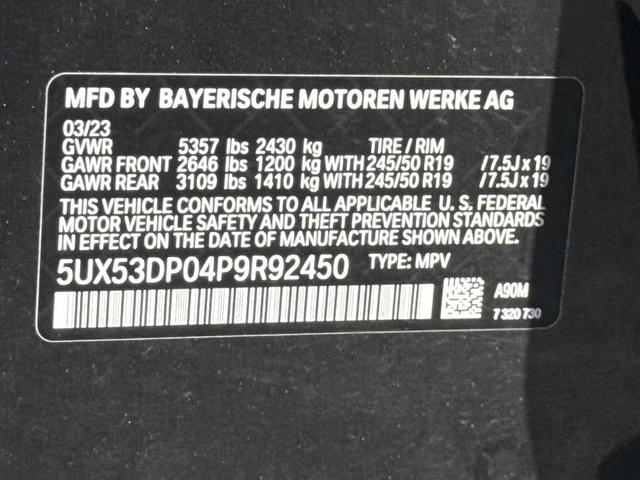 MFD BY BAYERISCHE MOTOREN WERKE AG
03/23
GVWR 5357 lbs 2430 kg TIRE / RIM
GAWR FRONT 2646 lbs 1200 kg WITH 245/50 R19 / 7.5J x 19
GAWR REAR 3109 lbs 1410 kg WITH 245/50 R19 / 7.5J x 19
THIS VEHICLE CONFORMS TO ALL APPLICABLE U. S. FEDERAL
MOTOR VEHICLE SAFETY AND THEFT PREVENTION STANDARDS
IN EFFECT ON THE DATE OF MANUFACTURE SHOWN ABOVE.
5UX53DP04P9R92450 TYPE: MPV
A90M
7 320 730